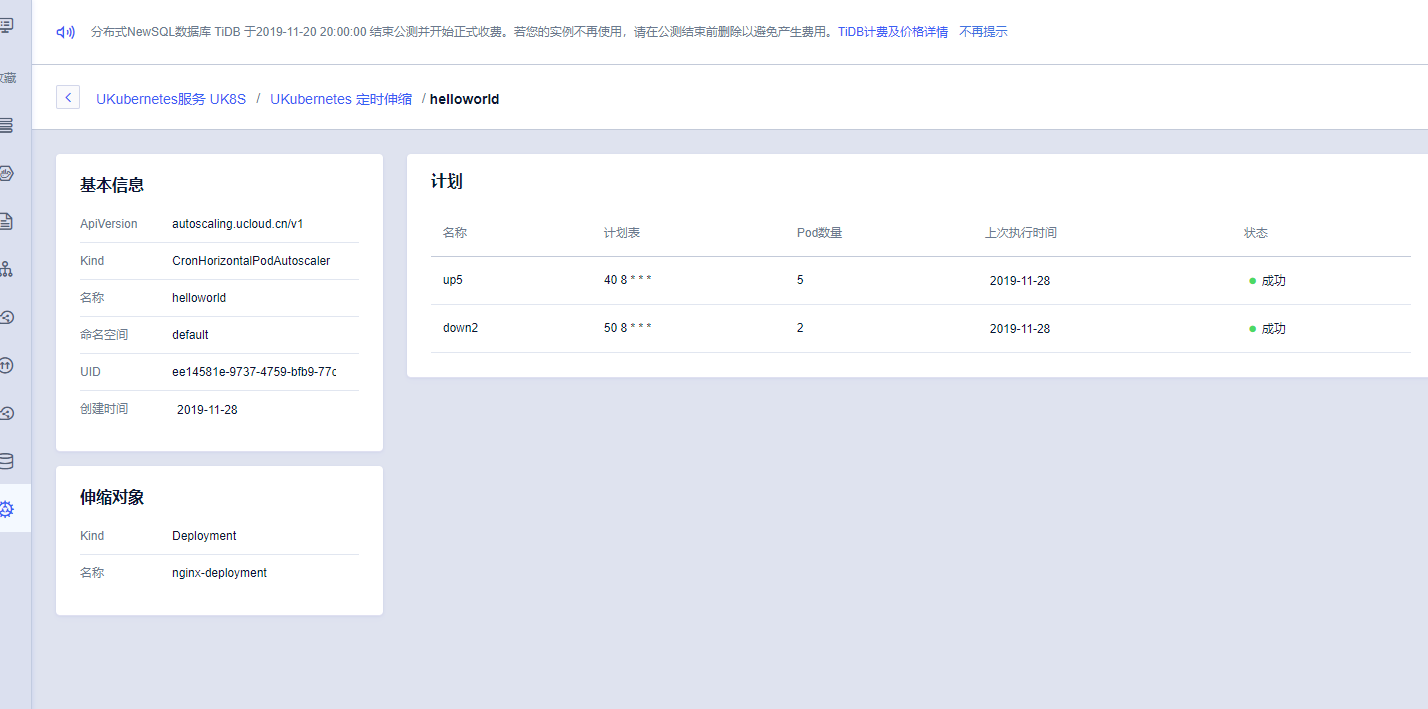 分布式NewSQL数据库 TiDB 于2019-11-20 20:00:00 结束公测并开始正式收费。若您的实例不再使用，请在公测结束前删除以避免产生费用。TiDB计费及价格详情 不再提示
收藏
UKubernetes服务 UK8S / UKubernetes 定时伸缩 / helloworld
基本信息
ApiVersion autoscaling.ucloud.cn/v1
Kind CronHorizontalPodAutoscaler
名称 helloworld
命名空间 default
UID ee14581e-9737-4759-bfb9-77c
创建时间 2019-11-28
伸缩对象
Kind Deployment
名称 nginx-deployment
计划
名称 计划表 Pod数量 上次执行时间 状态
up5 40 8 * * * 5 2019-11-28 成功
down2 50 8 * * * 2 2019-11-28 成功